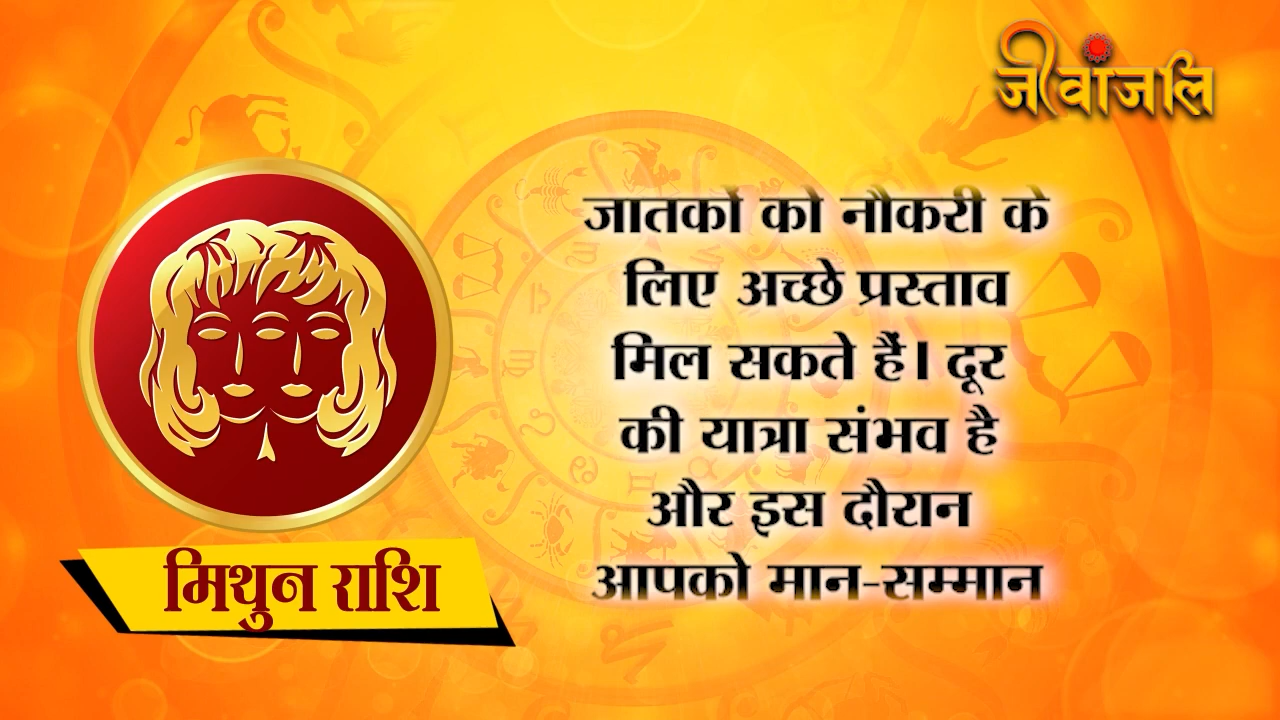 जीवांजलि
जातकों को नौकरी के
लिए अच्छे प्रस्ताव
मिल सकते हैं। दूर
की यात्रा संभव है
और इस दौरान
आपको मान-सम्मान
मिथुन राशि